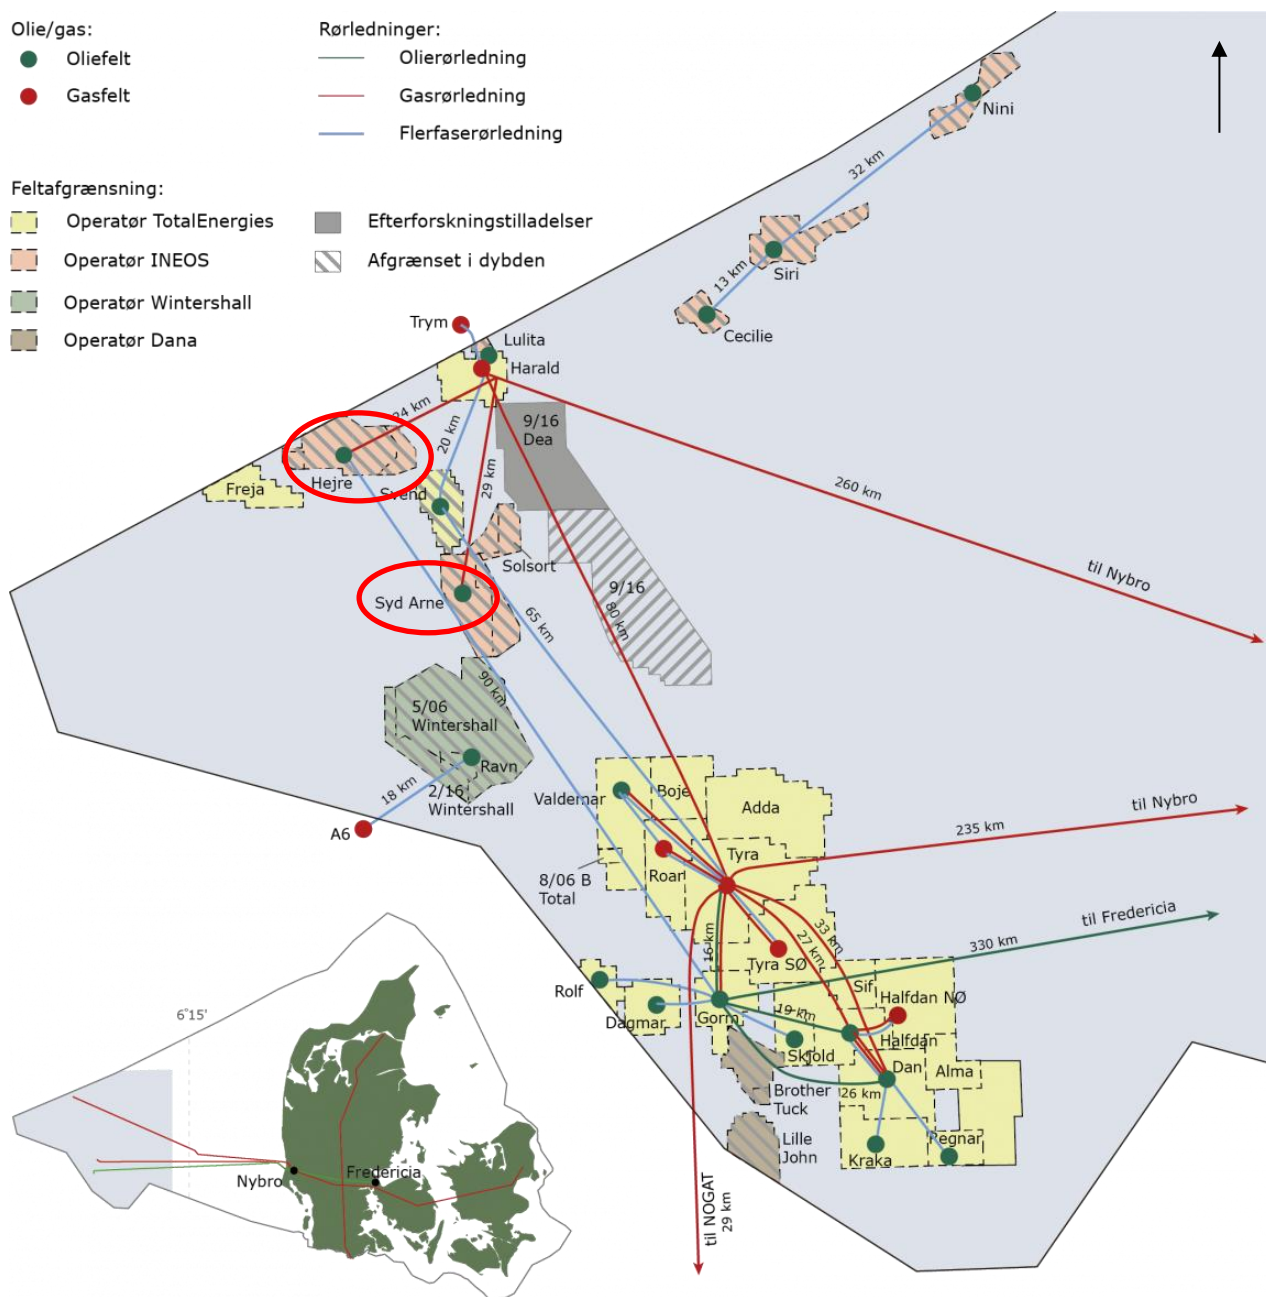 Olie/gas:
Oliefelt
Gasfelt
Rørledninger:
Olierørledning
Gasrørledning
Flerfaserørledning
Feltafgrænsning:
Operatør TotalEnergies
Operatør INEOS
Operatør Wintershall
Operatør Dana
Efterforskningstilladelser
Afgrænset i dybden
Nini
32 km
Siri
13 km
Cecilie
Trym
Lulita
Harald
24 km
20 km
29 km
9/16
Dea
260 km
til Nybro
Hejre
Freja
Svend
Solsort
Syd Arne
65 km
80 km
9/16
90 km
5/06
Wintershall
Ravn
2/16
Wintershall
18 km
A6
Valdemar
Boje
Adda
til Nybro
235 km
8/06 B
Total
Roar
Tyra
til Fredericia
330 km
16 km
27 km
33 km
Tyra SØ
Rolf
Dagmar
Gorm
19 km
Sif
Halfdan NØ
Halfdan
Skjold
Dan
Alma
Brother
Tuck
26 km
Lille
John
Kraka
Regnar
til NOGAT
29 km
6°15'
Nybro
Fredericia